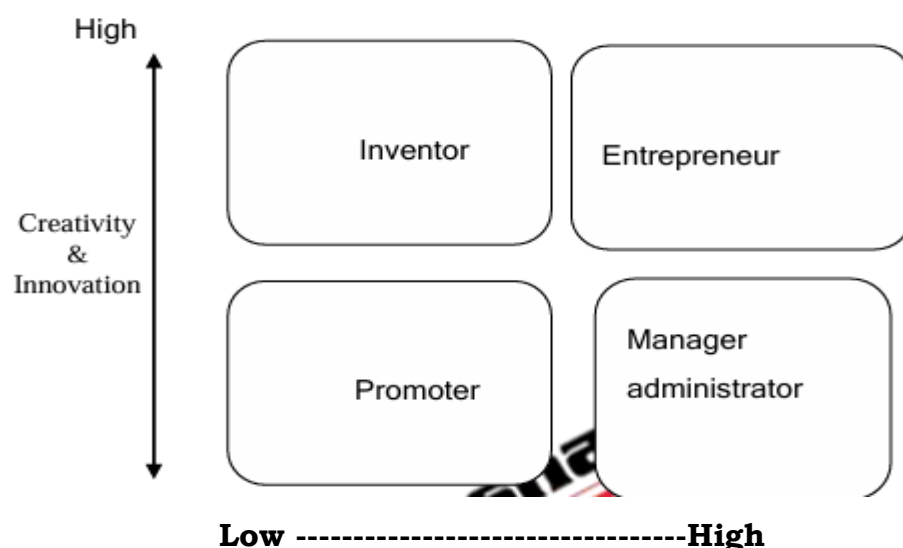 High
Inventor
Entrepreneur
Creativity
&
Innovation
Manager
administrator
Promoter
Low ----------------------------------High